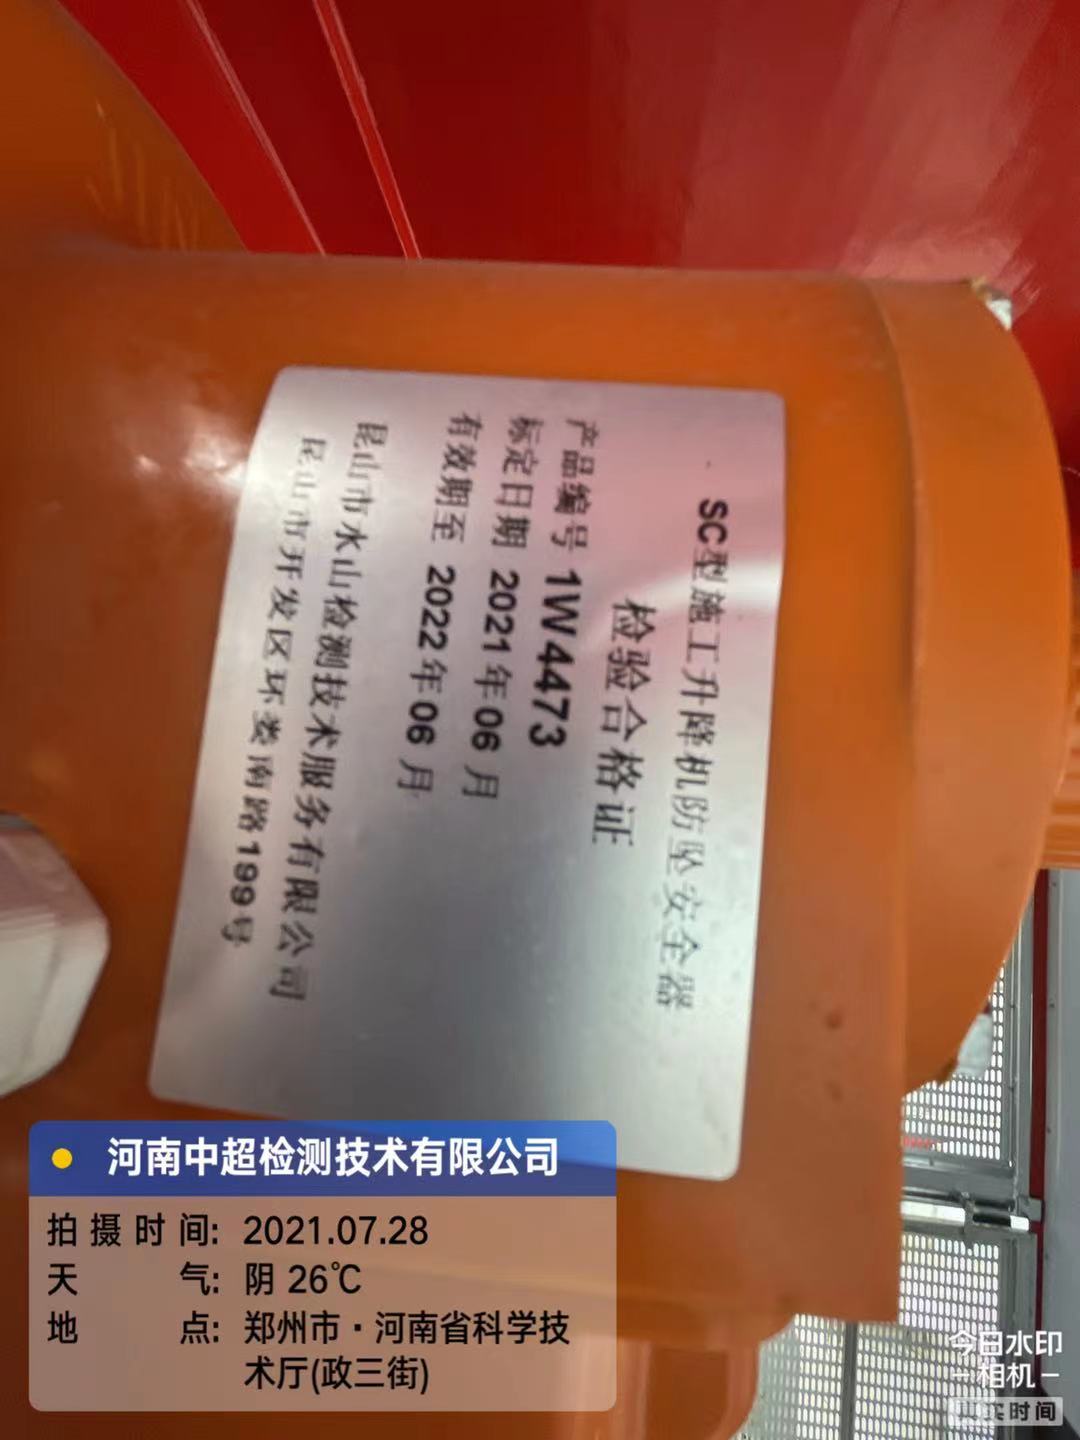 SC型施工升降机防坠安全器
检验合格证
产品编号 1W4473
标定日期 2021年06月
有效期至 2022年06月
昆山市水山检测技术服务有限公司
昆山市开发区环娄南路199号
河南中超检测技术有限公司
拍摄时间: 2021.07.28
天气: 阴 26℃
地点: 郑州市·河南省科学技
术厅(政三街)
今日水印
-相机-
真实时间